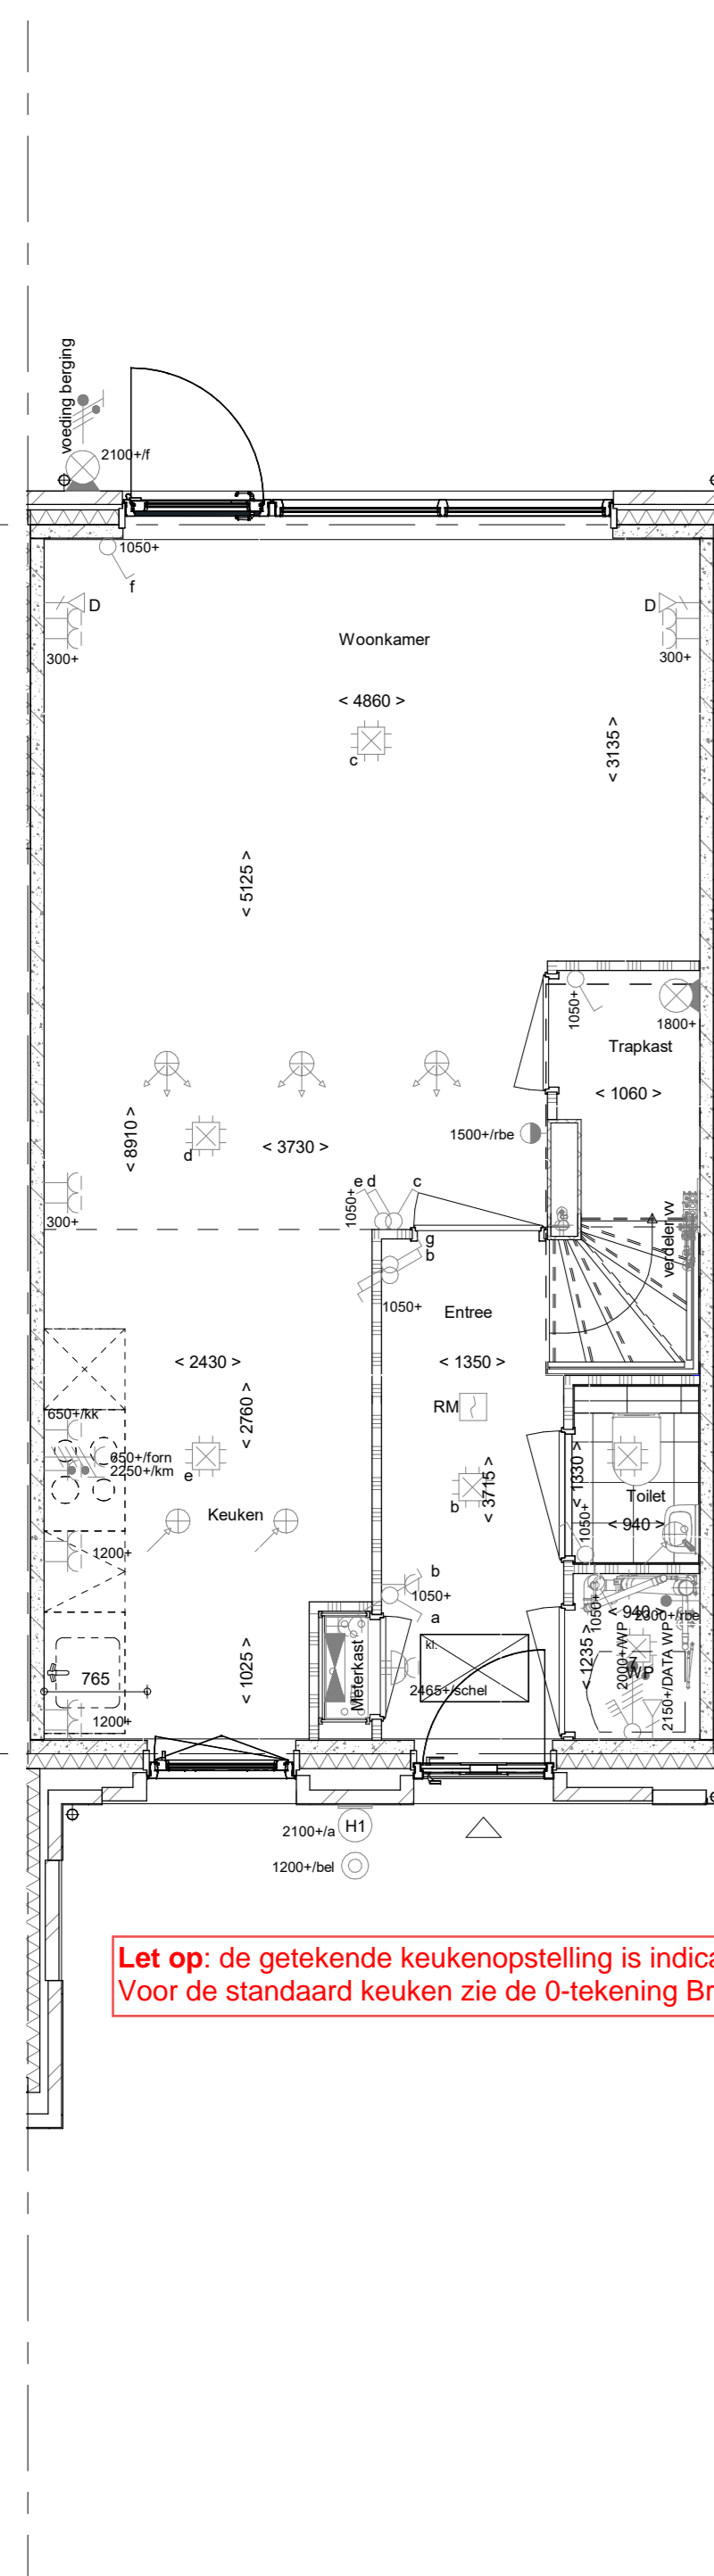 voeding berging
2100+/f
1050+
f
D
D
300+
300+
Woonkamer
< 4860 >
c
< 3135 >
< 5125 >
1050+
1800+
Trapkast
< 1060 >
< 8910 >
d
< 3730 >
1500+/rbe
e d
c
1050+
300+
verdeler vv
g
b
1050+
Entree
< 2430 >
< 1350 >
< 2760 >
RM
650+/kk
650+/forn
2250+/km
e
< 3715 >
b
< 1330 >
Toilet
Keuken
1050+
< 940 >
1200+
b
1050+
a
1050+
< 940 >
2300+/rbe
kl.
< 1025 >
Meterkast
< 1235 >
2000+/WP
WP
2150+/DATA WP
765
2465+/schel
1200+
2100+/a
H1
1200+/bel
Let op: de getekende keukenopstelling is indica
Voor de standaard keuken zie de 0-tekening Br